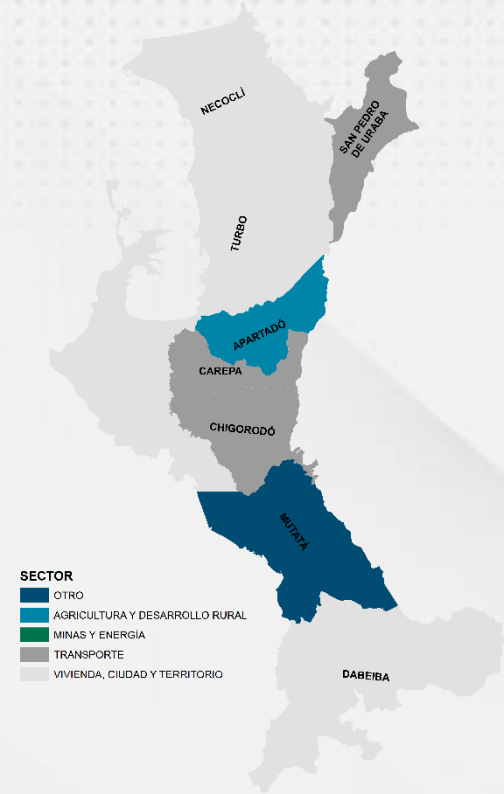 NECOCLÍ
SAN PEDRO
DE URABA
TURBO
APARTADÓ
CAREPA
CHIGORODÓ
MUTATÁ
SECTOR
OTRO
AGRICULTURA Y DESARROLLO RURAL
MINAS Y ENERGÍA
TRANSPORTE
VIVIENDA, CIUDAD Y TERRITORIO
DABEIBA